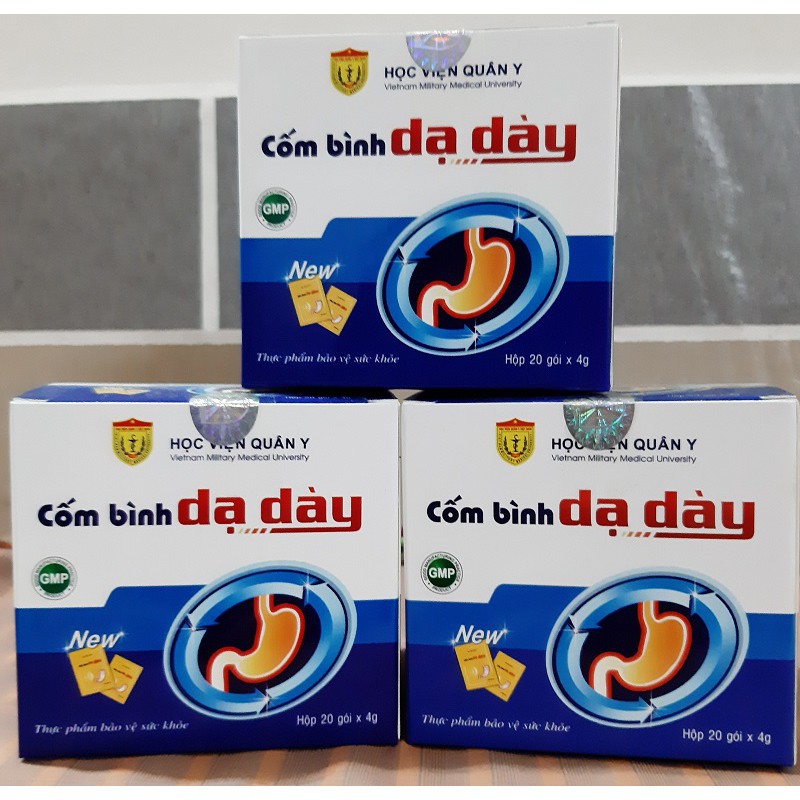 HỌC VIỆN QUÂN Y
Vietnam Military Medical University
Cốm bình dạ dày
GMP
New
Thực phẩm bảo vệ sức khỏe
Hộp 20 gói x 4g
HỌC VIỆN QUÂN Y
Vietnam Military Medical University
Cốm bình dạ dày
GMP
New
Thực phẩm bảo vệ sức khỏe
Hộp 20 gói x 4g
HỌC VIỆN QUÂN Y
Vietnam Military Medical University
Cốm bình dạ dày
GMP
New
Thực phẩm bảo vệ sức khỏe
Hộp 20 gói x 4g